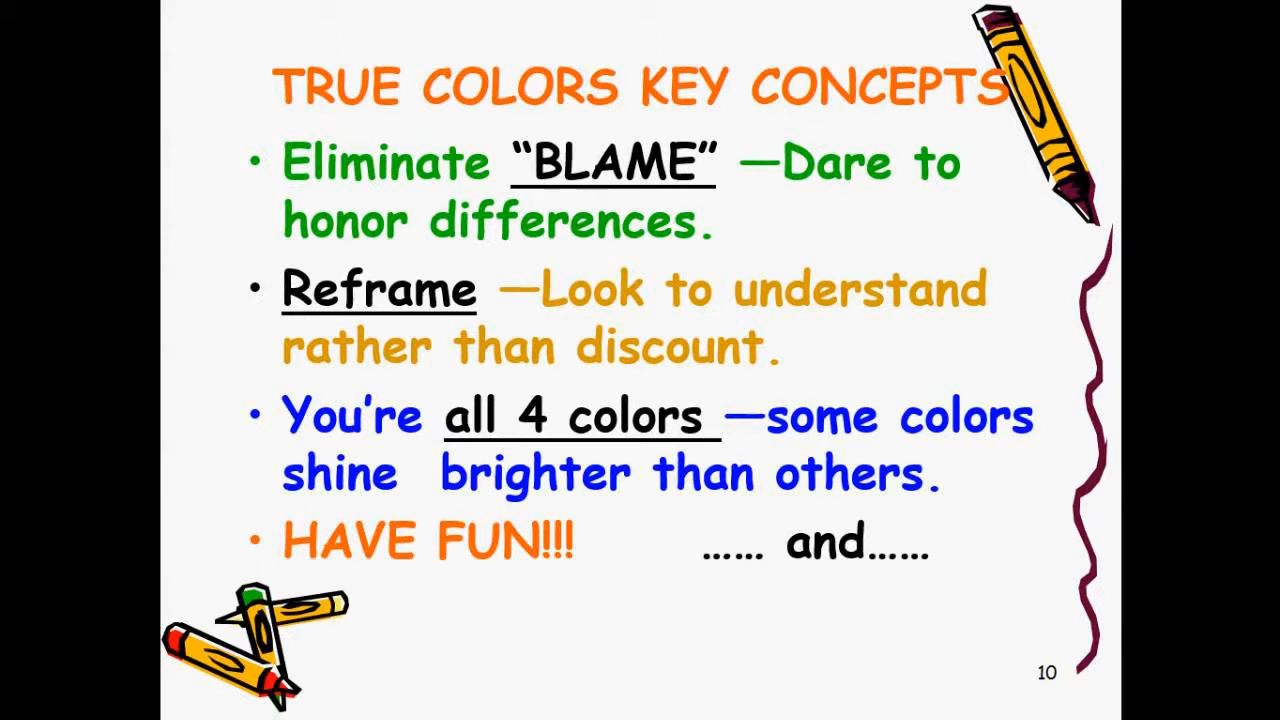 TRUE COLORS KEY CONCEPTS
• Eliminate “BLAME” —Dare to
honor differences.
• Reframe —Look to understand
rather than discount.
• You’re all 4 colors —some colors
shine  brighter than others.
• HAVE FUN!!! …… and……
10